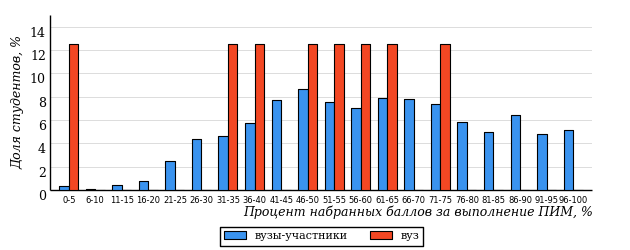 Доля студентов, %
14
12
10
8
6
4
2
0
0-5 6-10 11-15 16-20 21-25 26-30 31-35 36-40 41-45 46-50 51-55 56-60 61-65 66-70 71-75 76-80 81-85 86-90 91-95 96-100
Процент набранных баллов за выполнение ПИМ, %
вузы-участники вуз